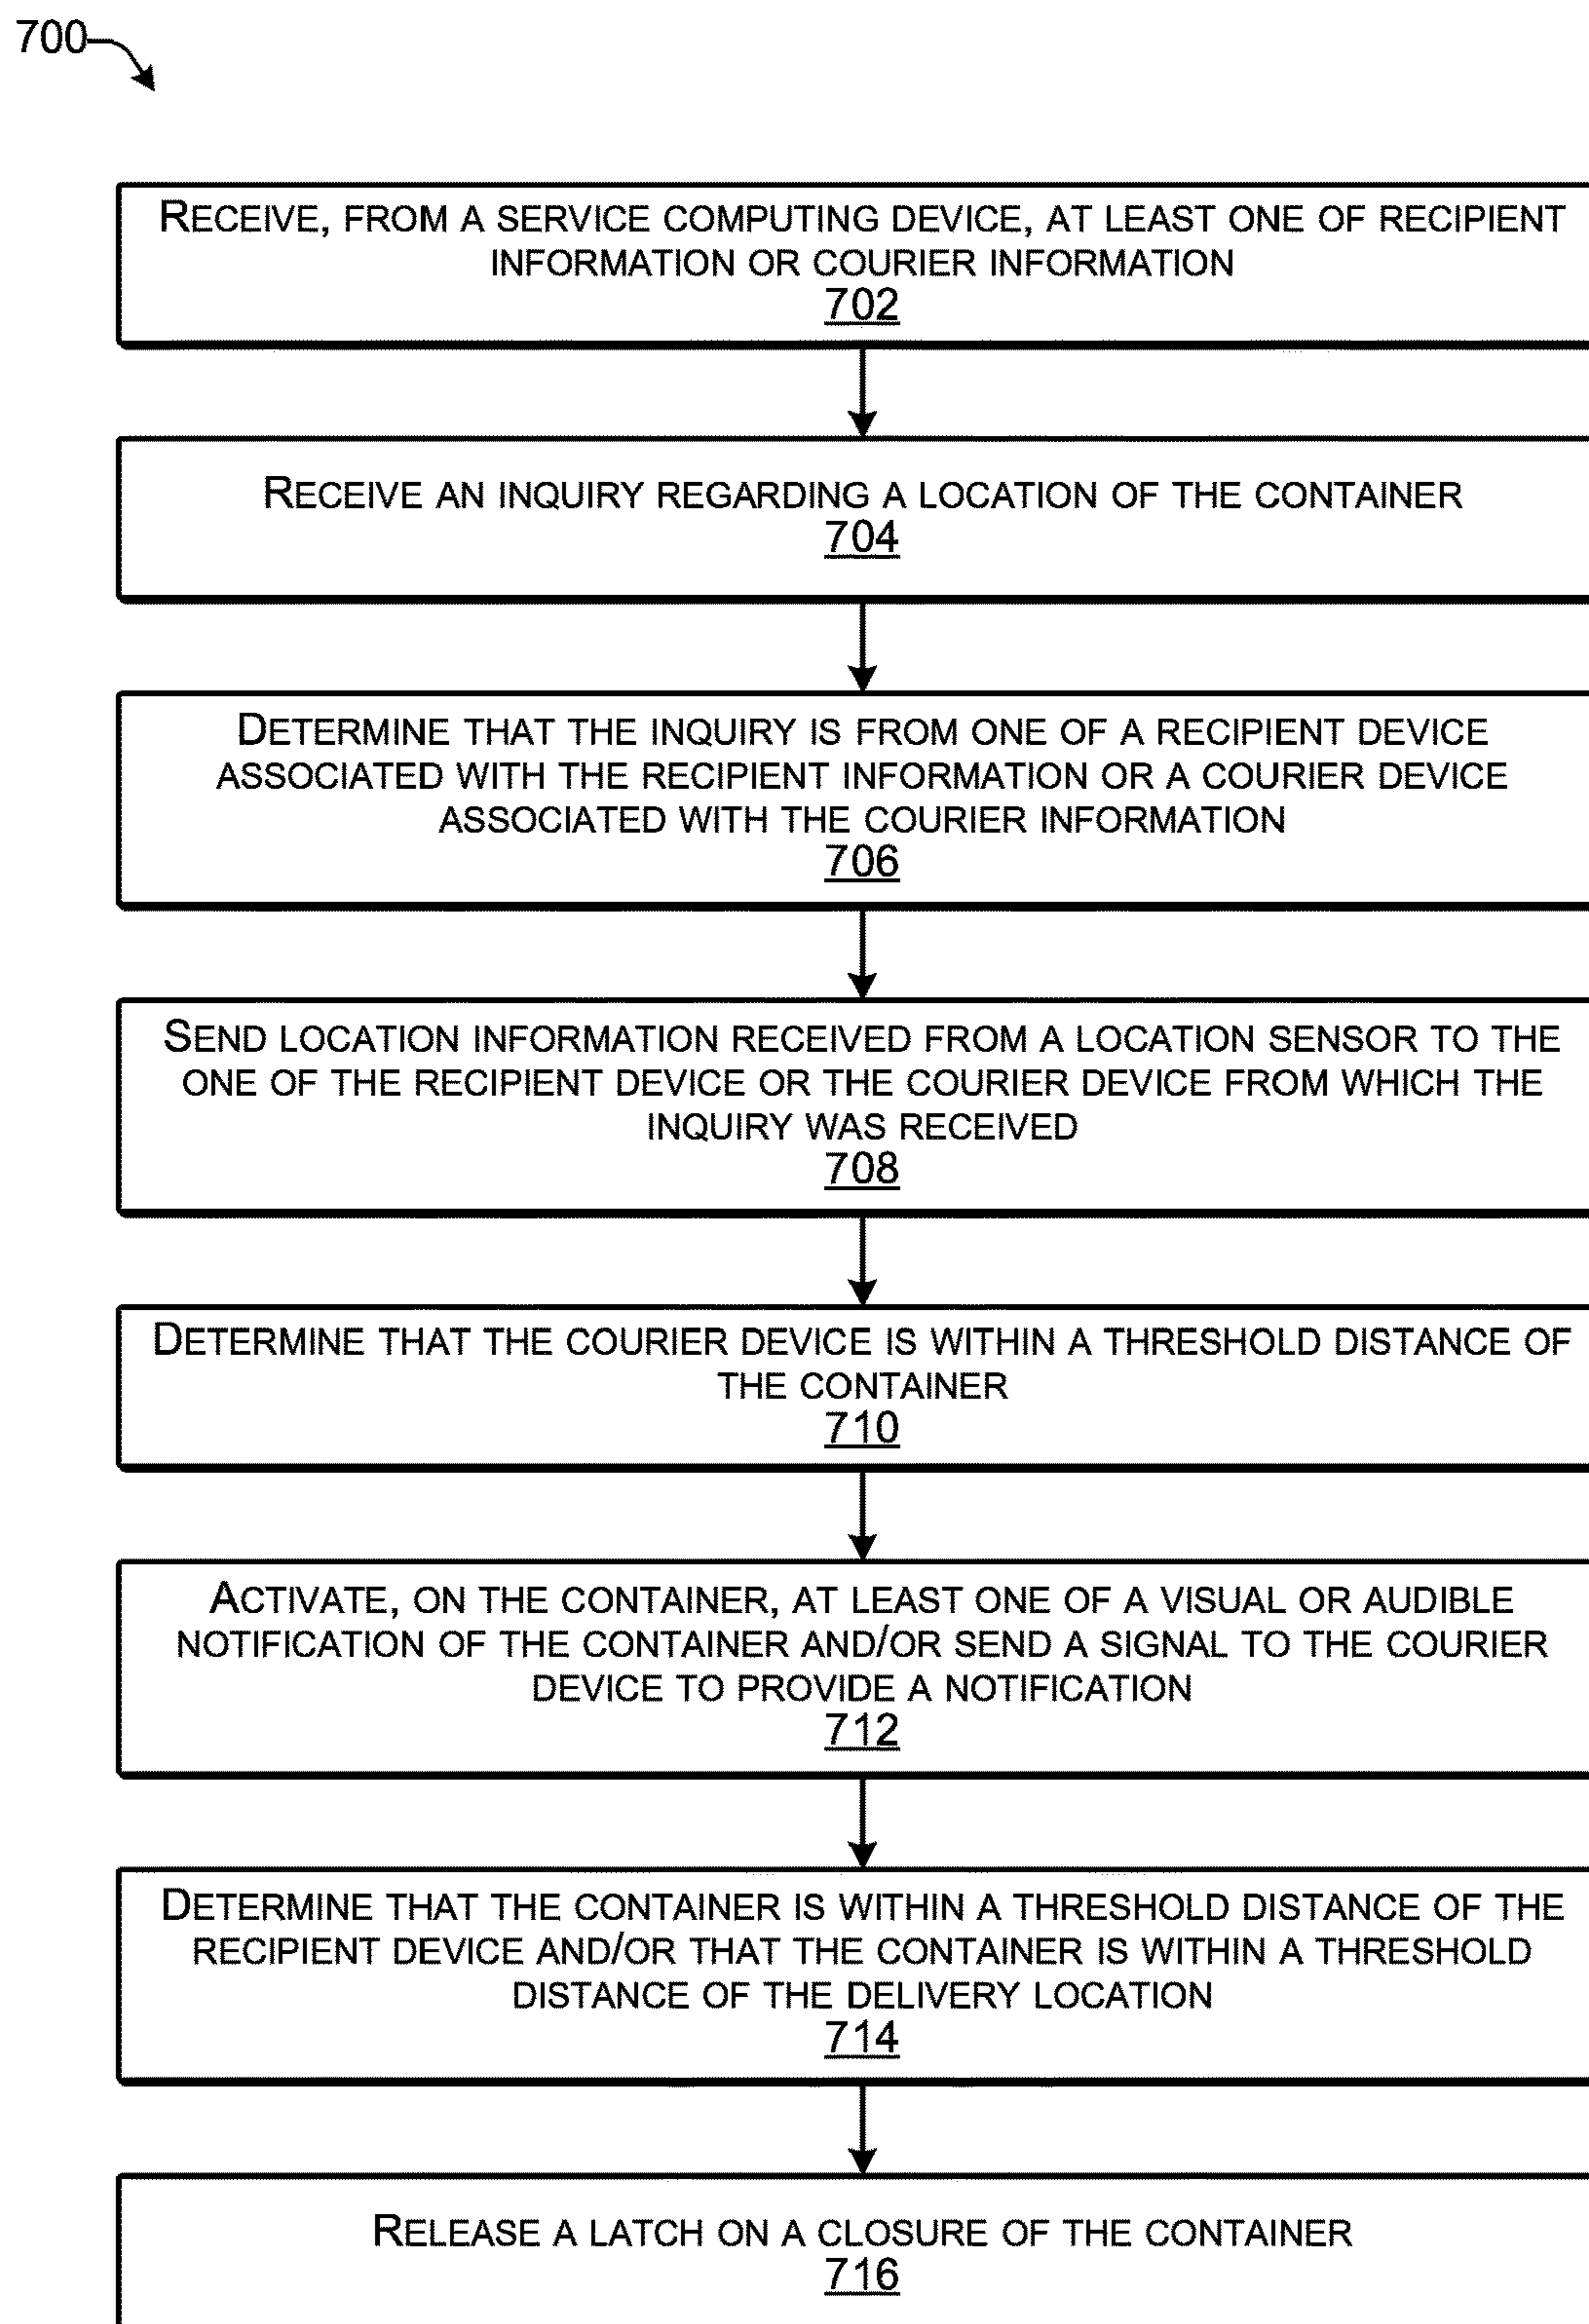 700
RECEIVE, FROM A SERVICE COMPUTING DEVICE, AT LEAST ONE OF RECIPIENT
INFORMATION OR COURIER INFORMATION
702
RECEIVE AN INQUIRY REGARDING A LOCATION OF THE CONTAINER
704
DETERMINE THAT THE INQUIRY IS FROM ONE OF A RECIPIENT DEVICE
ASSOCIATED WITH THE RECIPIENT INFORMATION OR A COURIER DEVICE
ASSOCIATED WITH THE COURIER INFORMATION
706
SEND LOCATION INFORMATION RECEIVED FROM A LOCATION SENSOR TO THE
ONE OF THE RECIPIENT DEVICE OR THE COURIER DEVICE FROM WHICH THE
INQUIRY WAS RECEIVED
708
DETERMINE THAT THE COURIER DEVICE IS WITHIN A THRESHOLD DISTANCE OF
THE CONTAINER
710
ACTIVATE, ON THE CONTAINER, AT LEAST ONE OF A VISUAL OR AUDIBLE
NOTIFICATION OF THE CONTAINER AND/OR SEND A SIGNAL TO THE COURIER
DEVICE TO PROVIDE A NOTIFICATION
712
DETERMINE THAT THE CONTAINER IS WITHIN A THRESHOLD DISTANCE OF THE
RECIPIENT DEVICE AND/OR THAT THE CONTAINER IS WITHIN A THRESHOLD
DISTANCE OF THE DELIVERY LOCATION
714
RELEASE A LATCH ON A CLOSURE OF THE CONTAINER
716